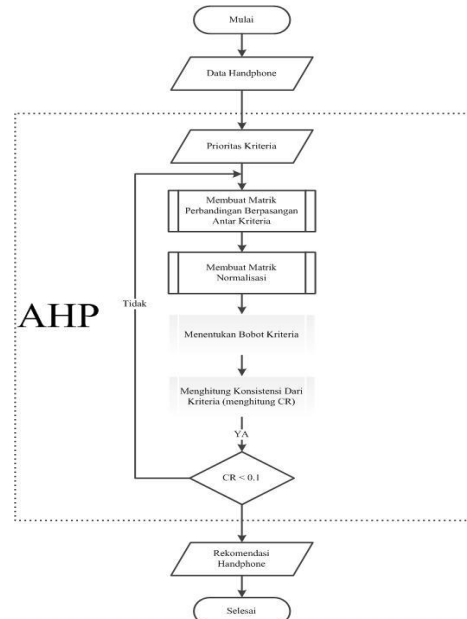 Mulai
Data Handphone
Prioritas Kriteria
Membuat Matrik
Perbandingan Berpasangan
Antar Kriteria
Membuat Matrik
Normalisasi
Tidak
AHP
Menentukan Bobot Kriteria
Menghitung Konsistensi Dari
Kriteria (menghitung CR)
YA
CR < 0.1
Rekomendasi
Handphone
Selesai